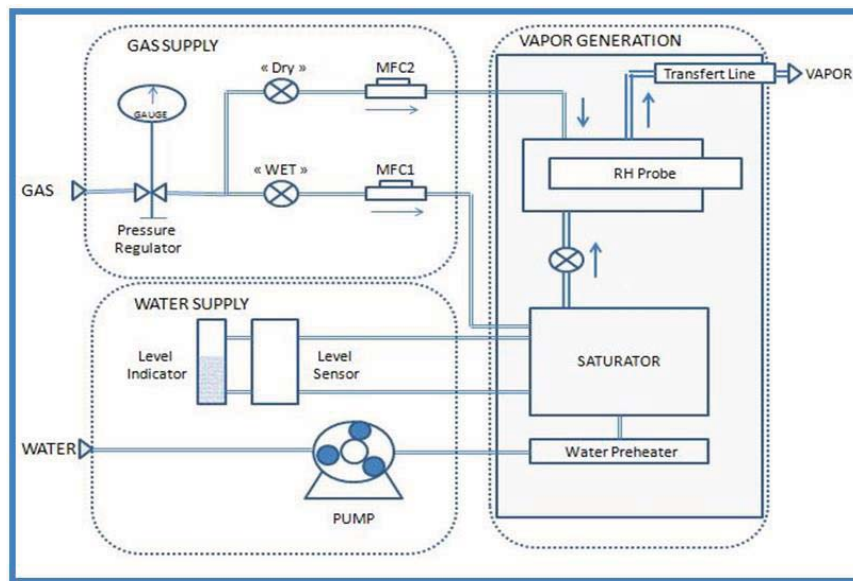 GAS SUPPLY
« Dry »
MFC2
GAUGE
« WET »
MFC1
GAS
Pressure
Regulator
VAPOR GENERATION
Transfert Line
VAPOR
RH Probe
WATER SUPPLY
Level
Indicator
Level
Sensor
SATURATOR
WATER
Water Preheater
PUMP